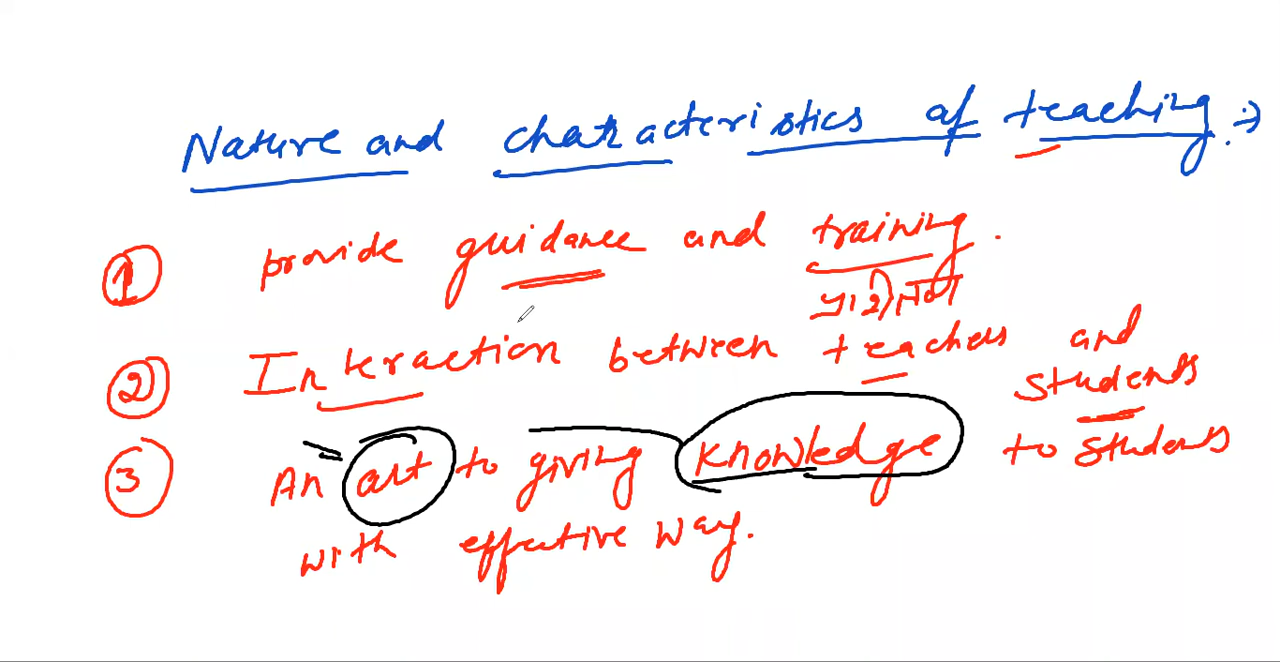 Nature and characteristics of teaching :-)
1 provide guidance and training.
2 Interaction between teachers and
students
3 An art to giving knowledge to students
with effective way.